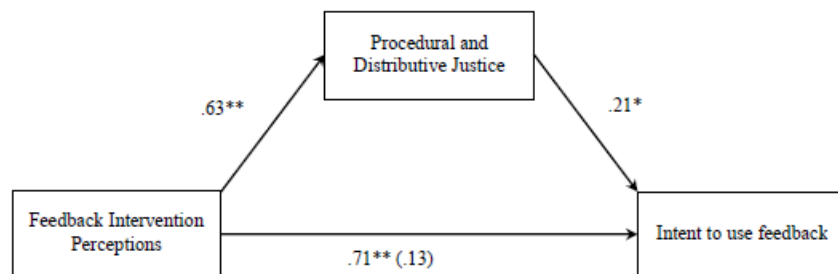 Procedural and
Distributive Justice
.63**
.21*
Feedback Intervention
Perceptions
Intent to use feedback
.71** (.13)